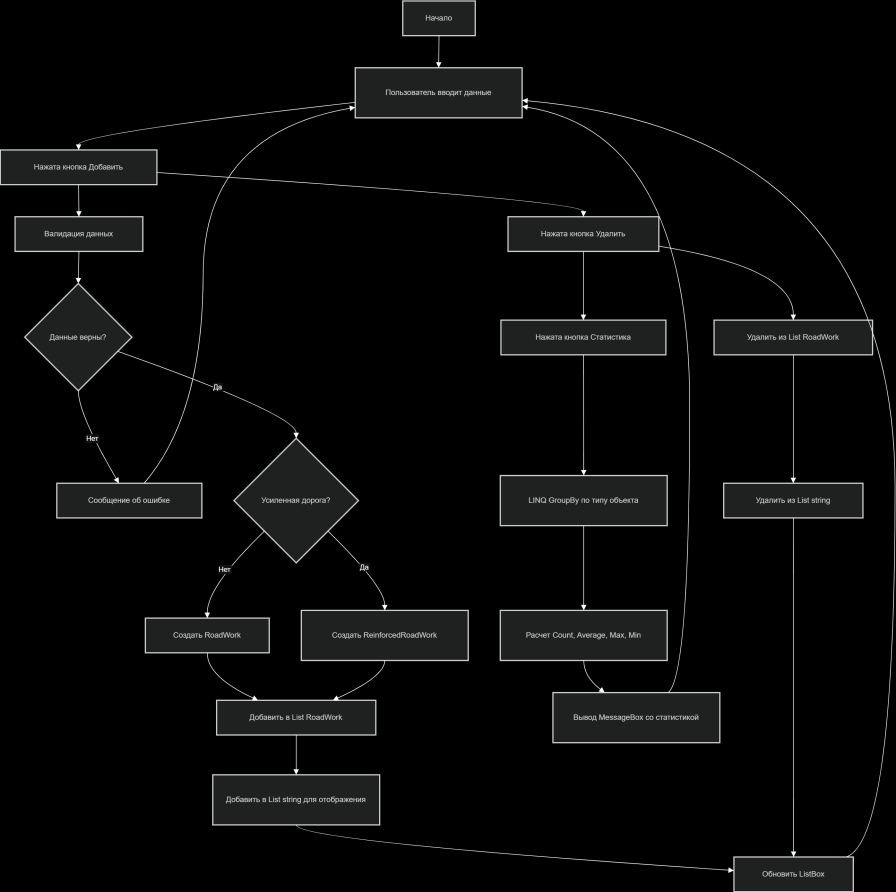 Начало
Пользователь вводит данные
Нажата кнопка Добавить
Валидация данных
Нажата кнопка Удалить
Данные верны?
Нажата кнопка Статистика
Удалить из List RoadWork
Да
Нет
Сообщение об ошибке
Усиленная дорога?
LINQ GroupBy по типу объекта
Удалить из List string
Нет
Да
Создать RoadWork
Создать ReinforcedRoadWork
Расчет Count, Average, Max, Min
Добавить в List RoadWork
Вывод MessageBox со статистикой
Добавить в List string для отображения
Обновить ListBox